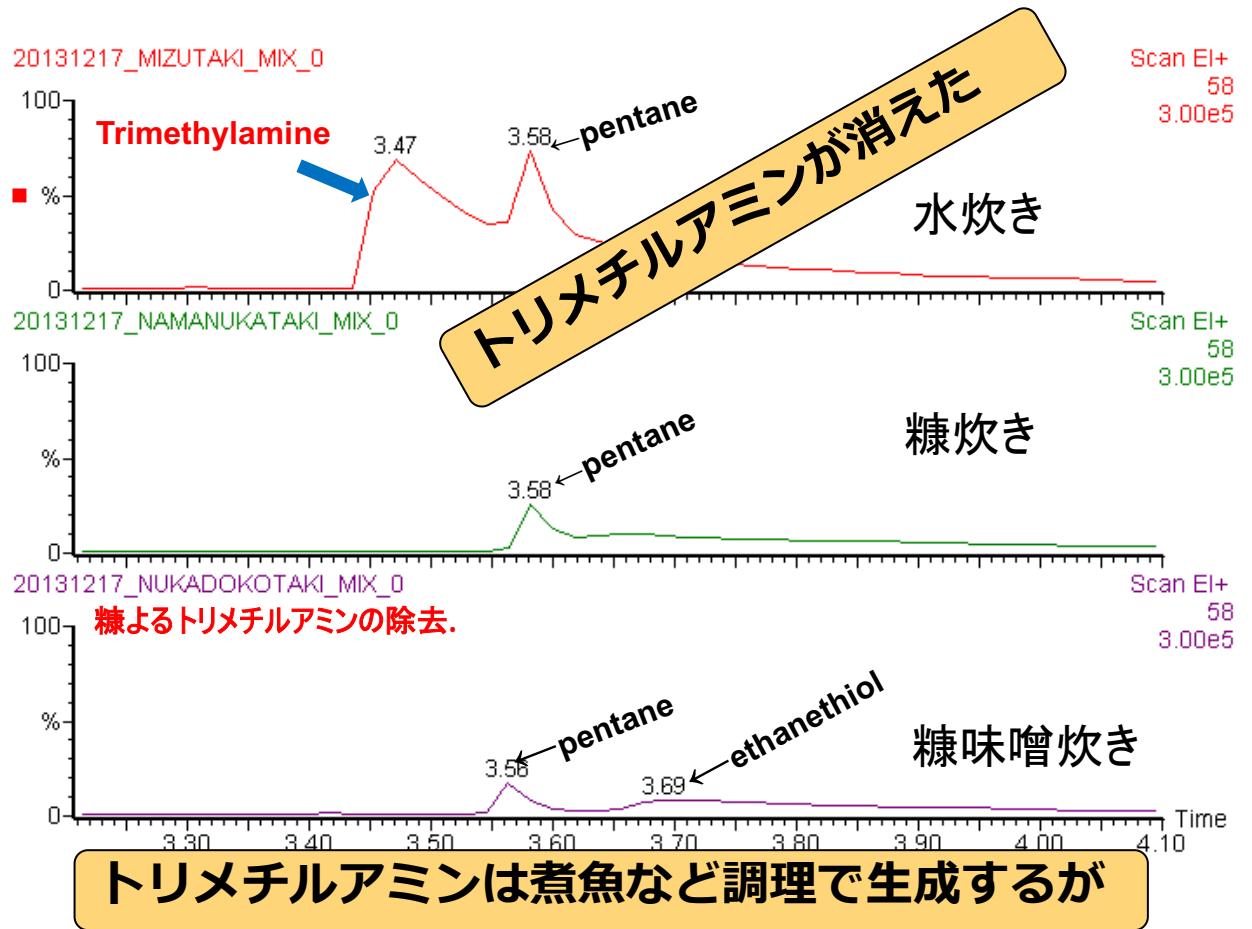 20131217_MIZUTAKI_MIX_0
Scan EI+
58
3.00e5
100
%
0
Trimethylamine
3.47
3.58
pentane
トリメチルアミンが消えた
水炊き
20131217_NAMANUKATAKI_MIX_0
Scan EI+
58
3.00e5
100
%
0
3.58
pentane
糠炊き
20131217_NUKADOKOTAKI_MIX_0
Scan EI+
58
3.00e5
糠よるトリメチルアミンの除去.
100
%
0
3.56
pentane
3.69
ethanethiol
糠味噌炊き
Time
3.30 3.40 3.50 3.60 3.70 3.80 3.90 4.00 4.10
トリメチルアミンは煮魚など調理で生成するが